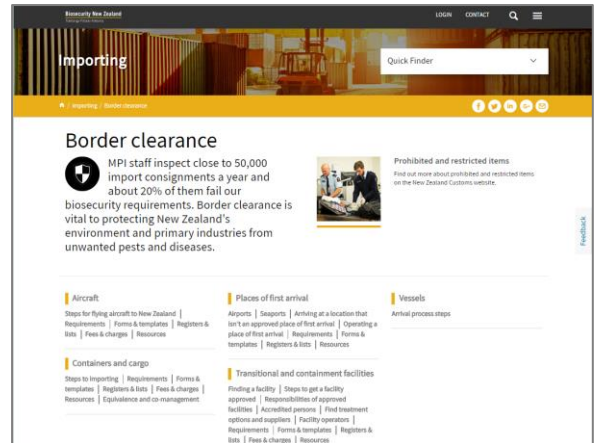 Biosecurity New Zealand
LOGIN CONTACT
Importing
Quick Finder
/ Importing / Border clearance
Border clearance
MPI staff inspect close to 50,000
import consignments a year and
about 20% of them fail our
biosecurity requirements. Border clearance is
vital to protecting New Zealand's
environment and primary industries from
unwanted pests and diseases.
Prohibited and restricted items
Find out more about prohibited and restricted items
on the New Zealand Customs website.
Feedback
Aircraft
Steps for flying aircraft to New Zealand |
Requirements | Forms & templates | Registers &
lists | Fees & charges | Resources
Containers and cargo
Steps to importing | Requirements | Forms &
templates | Registers & lists | Fees & charges |
Resources | Equivalence and co-management
Places of first arrival
Airports | Seaports | Arriving at a location that
isn't an approved place of first arrival | Operating a
place of first arrival | Requirements | Forms &
templates | Registers & lists | Resources
Transitional and containment facilities
Finding a facility | Steps to get a facility
approved | Responsibilities of approved
facilities | Accredited persons | Find treatment
options and suppliers | Facility operators |
Requirements | Forms & templates | Registers &
lists | Fees & charges | Resources
Vessels
Arrival process steps